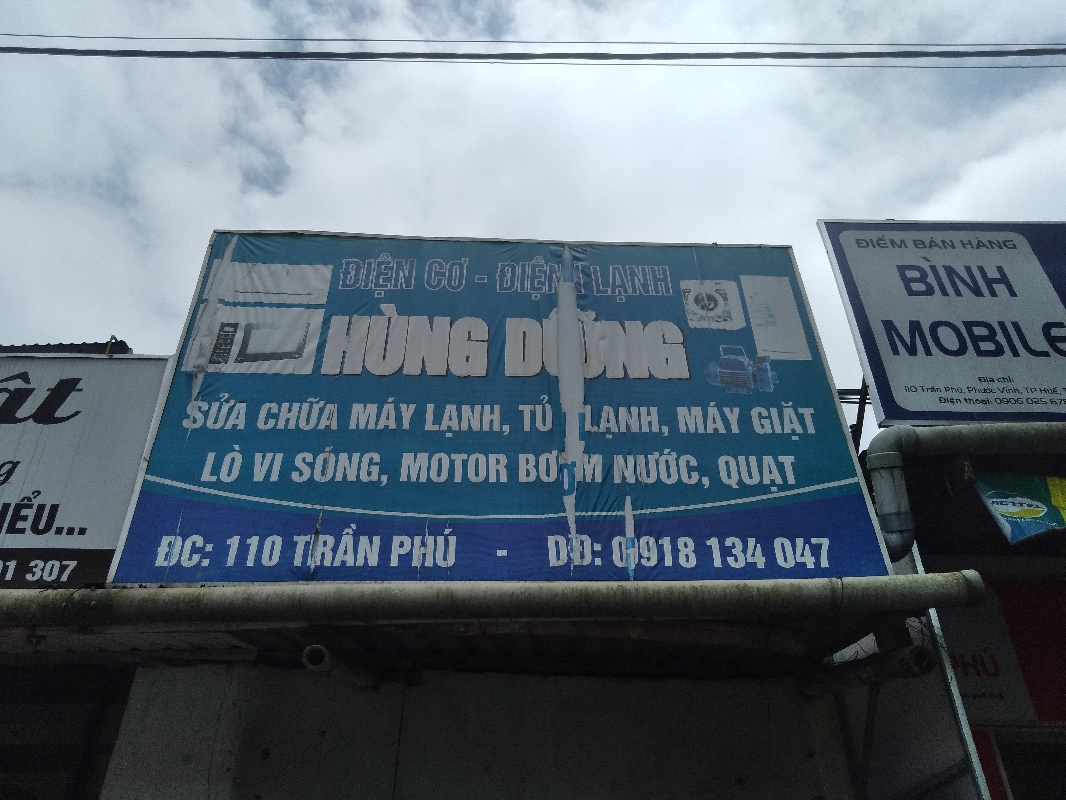 ĐIỆN CƠ - ĐIỆN LẠNH
HÙNG DŨNG
SỬA CHỮA MÁY LẠNH, TỦ LẠNH, MÁY GIẶT
LÒ VI SÓNG, MOTOR BƠM NƯỚC, QUẠT
ĐC: 110 TRẦN PHÚ - DĐ: 0918 134 047
ĐIỂM BÁN HÀNG
BÌNH
MOBILE
Địa chỉ:
110 Trần Phú, Phước Vĩnh, TP Huế,
Điện thoại: 0906 025
ật
g
IỂU...
01 307
PHÚ